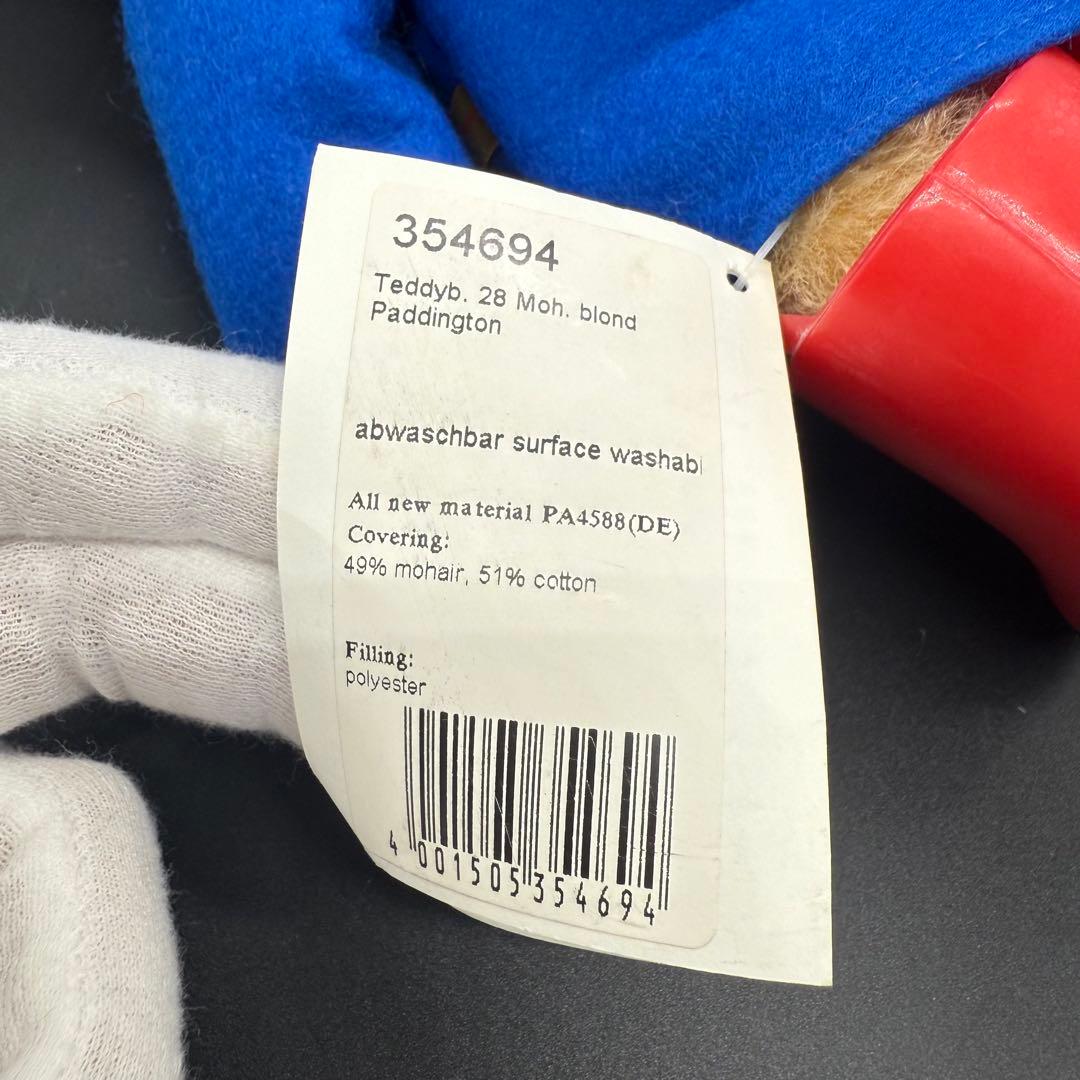 354694
Teddyb. 28 Moh. blond
Paddington
abwaschbar surface washabl
All new material PA4588(DE)
Covering:
49% mohair, 51% cotton
Filling:
polyester
4 001505 354694